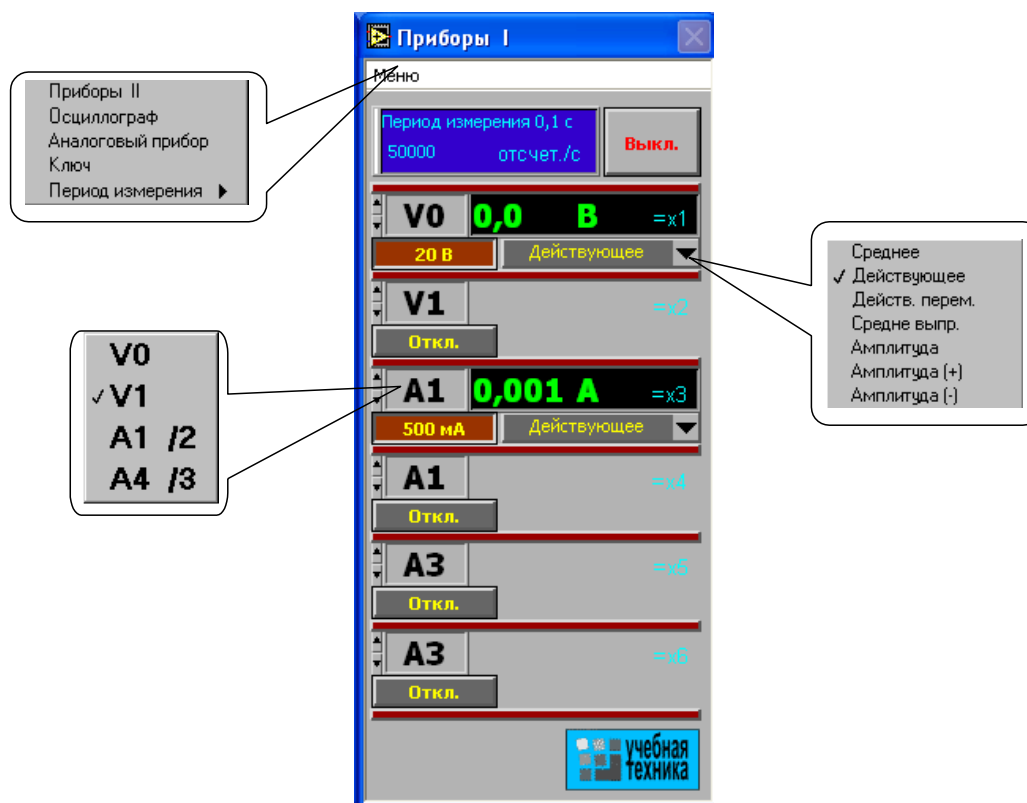 Приборы I
Меню
Приборы II
Осциллограф
Аналоговый прибор
Ключ
Период измерения
Период измерения 0,1 с
50000 отсчет./с
Выкл.
V0 0,0 В =x1
20 В Действующее
V1 =x2
Откл.
A1 0,001 А =x3
500 мА Действующее
A1 =x4
Откл.
A3 =x5
Откл.
A3 =x6
Откл.
учебная
техника
V0
✓V1
A1 /2
A4 /3
Среднее
✓ Действующее
Действ. перем.
Средне выпр.
Амплитуда
Амплитуда (+)
Амплитуда (-)